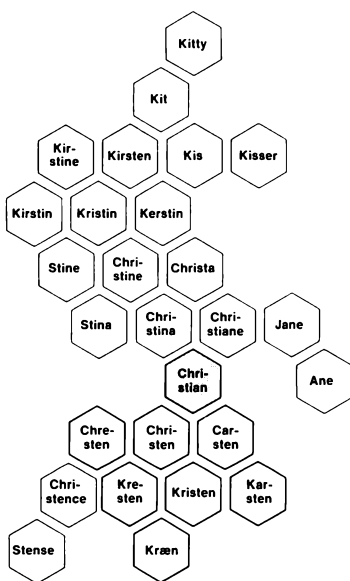 Kitty
Kit
Kir-
stine
Kirsten
Kis
Kisser
Kirstin
Kristin
Kerstin
Stine
Chri-
stine
Christa
Stina
Chri-
stina
Chri-
stiane
Jane
Chri-
stian
Ane
Chre-
sten
Chri-
sten
Car-
sten
Chri-
stence
Kre-
sten
Kristen
Kar-
sten
Stense
Kræn